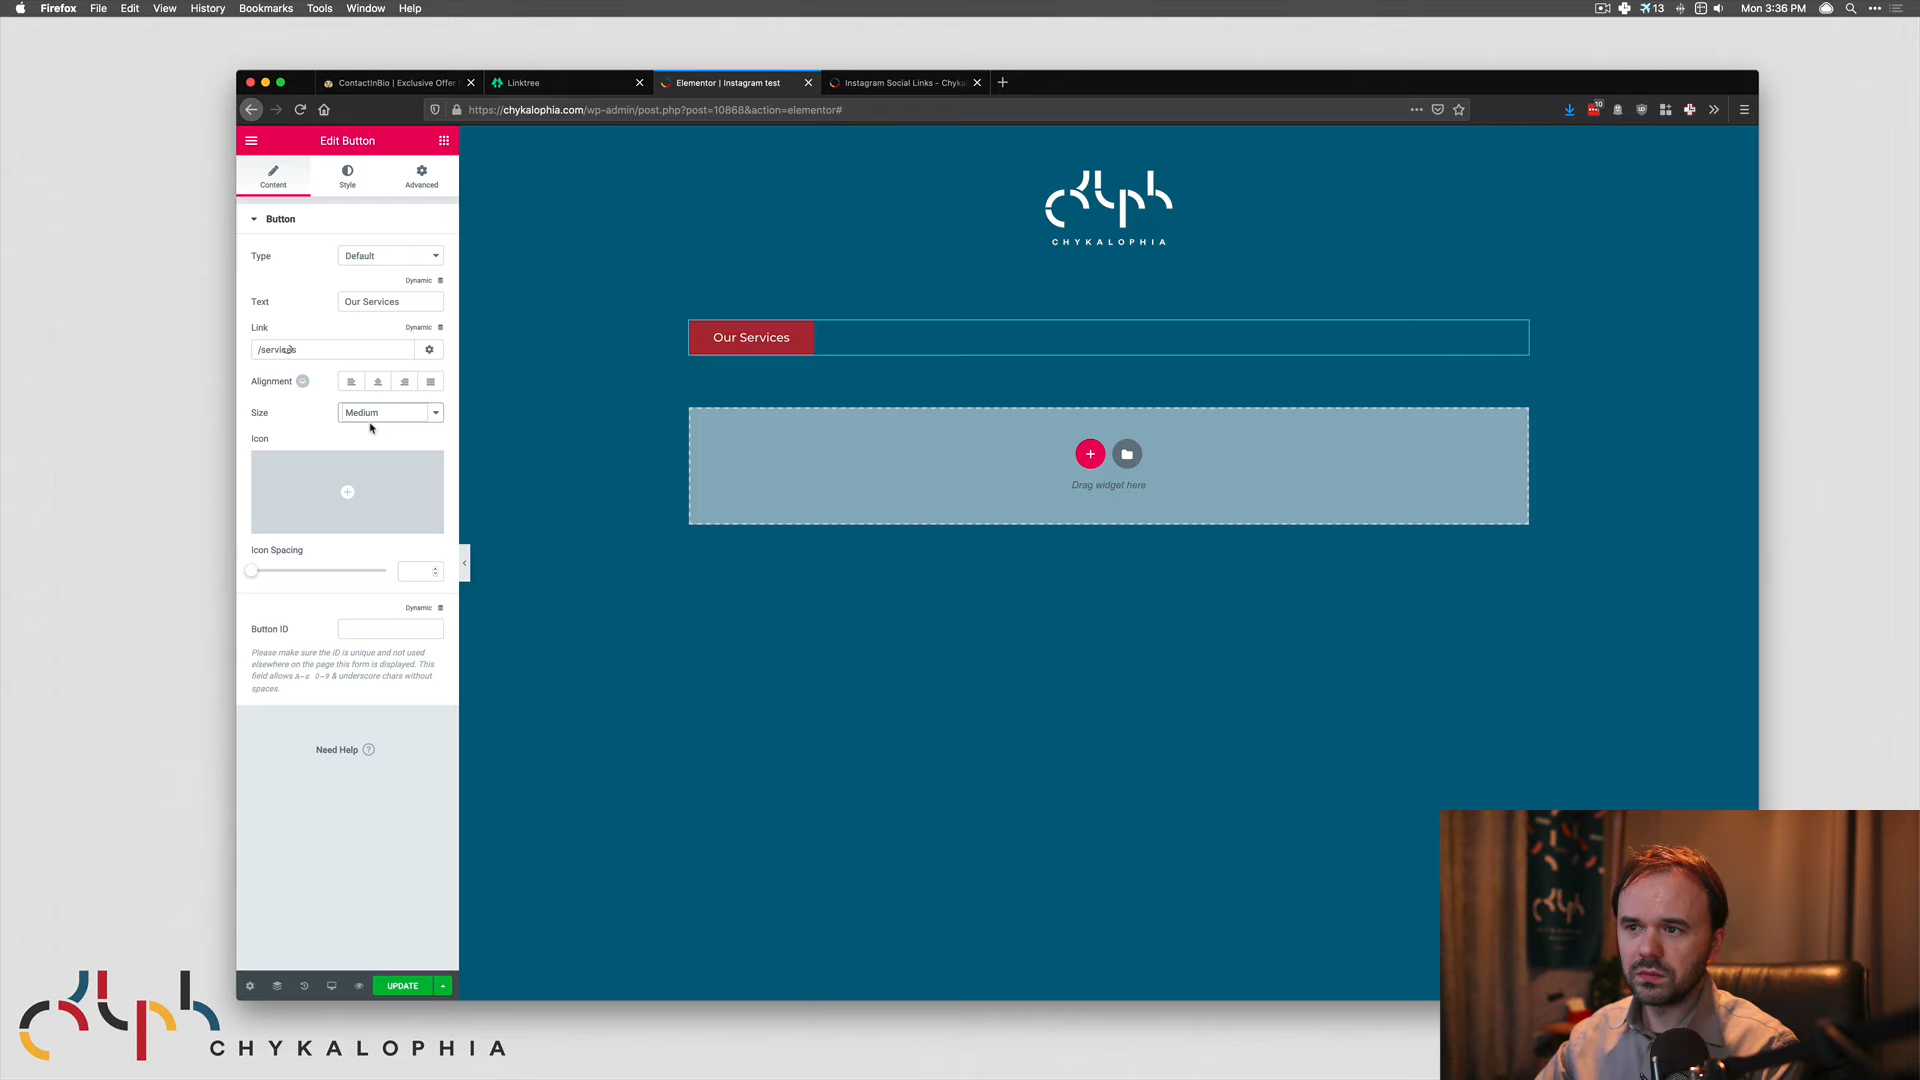 Firefox File Edit View History Bookmarks Tools Window Help
13 Mon 3:36 PM
ContactInBio | Exclusive Offer
Linktree
Elementor | Instagram test
Instagram Social Links - Chyka
https://chykalophia.com/wp-admin/post.php?post=10868&action=elementor#
10
Edit Button
Content Style Advanced
Button
Type Default
Dynamic
Text Our Services
Link Dynamic
/services
Alignment
Size Medium
Icon
Icon Spacing
Dynamic
Button ID
Please make sure the ID is unique and not used
elsewhere on the page this form is displayed. This
field allows A-z 0-9 & underscore chars without
spaces.
Need Help ?
UPDATE
CHYKALOPHIA
Our Services
Drag widget here
CHYKALOPHIA